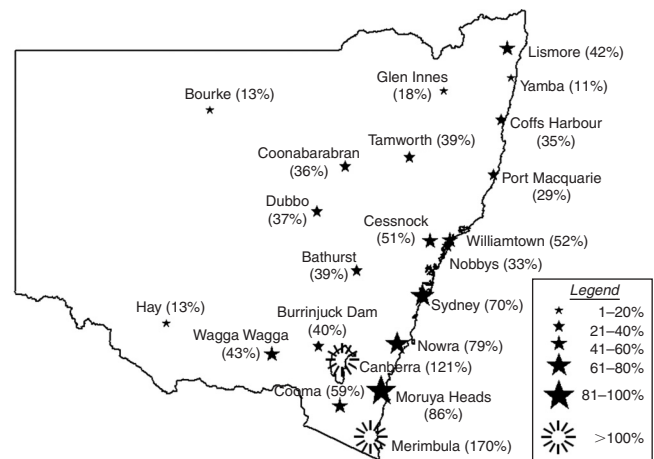 Lismore (42%)
Glen Innes
(18%)
Yamba (11%)
Bourke (13%)
Coffs Harbour
(35%)
Tamworth (39%)
Coonabarabran
(36%)
Port Macquarie
(29%)
Dubbo
(37%)
Cessnock
(51%)
Williamtown (52%)
Bathurst
(39%)
Nobbys (33%)
Hay (13%)
Burrinjuck Dam
(40%)
Sydney (70%)
Wagga Wagga
(43%)
Nowra (79%)
Canberra (121%)
Cooma (59%)
Moruya Heads
(86%)
Merimbula (170%)
Legend
1–20%
21–40%
41–60%
61–80%
81–100%
>100%